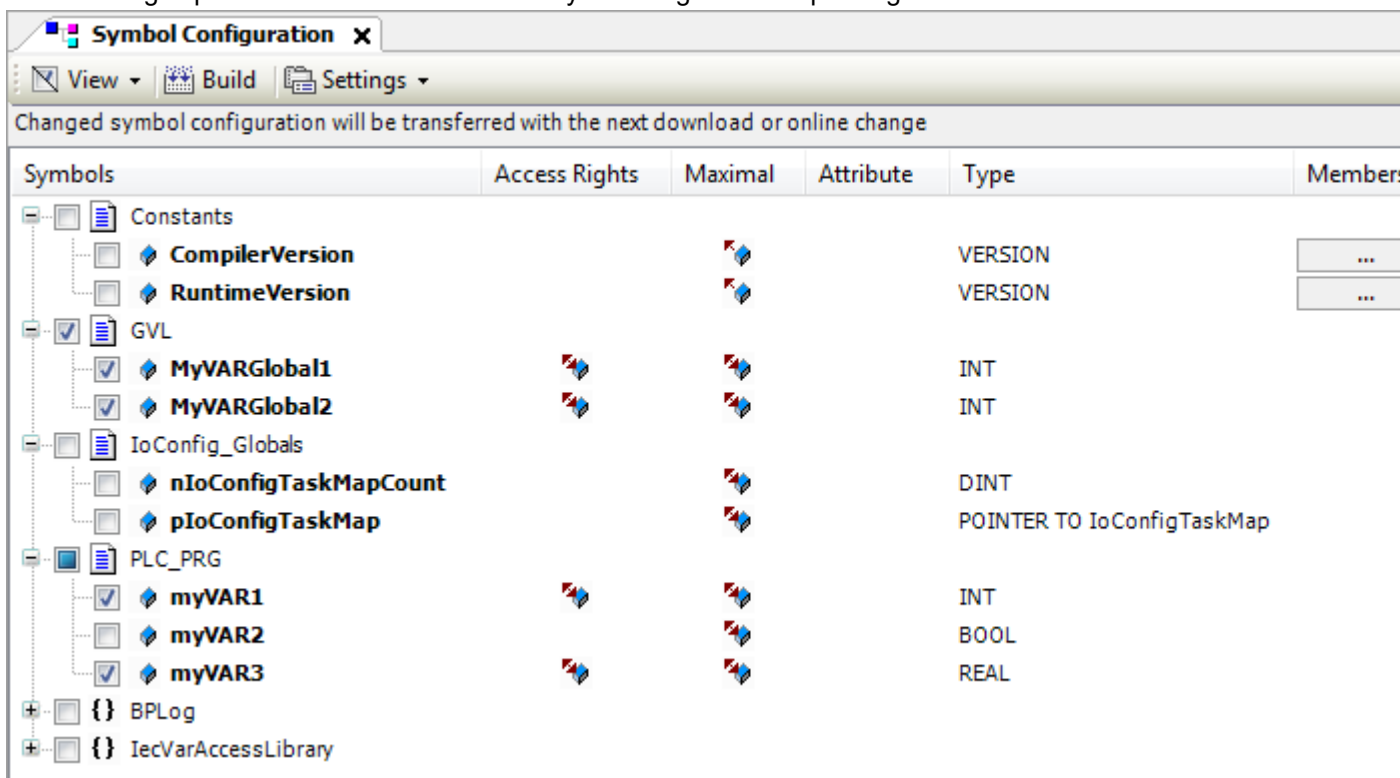 Symbol Configuration x
View Build Settings
Changed symbol configuration will be transferred with the next download or online change
Symbols Access Rights Maximal Attribute Type Members
Constants
CompilerVersion VERSION ...
RuntimeVersion VERSION ...
GVL
MyVARGlobal1 INT
MyVARGlobal2 INT
IoConfig_Globals
nIoConfigTaskMapCount DINT
pIoConfigTaskMap POINTER TO IoConfigTaskMap
PLC_PRG
myVAR1 INT
myVAR2 BOOL
myVAR3 REAL
{} BPLog
{} IecVarAccessLibrary